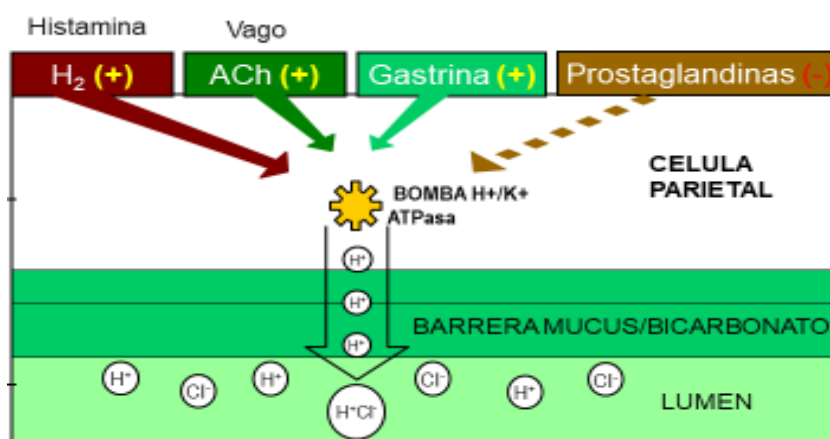 Histamina
Vago
H₂ (+)
ACh (+)
Gastrina (+)
Prostaglandinas (-)
CELULA
PARIETAL
BOMBA H+/K+
ATPasa
H⁺
H⁺
BARRERA MUCUS/BICARBONATO
H⁺
H⁺
Cl⁻
H⁺
Cl⁻
H⁺
Cl⁻
H⁺Cl⁻
LUMEN